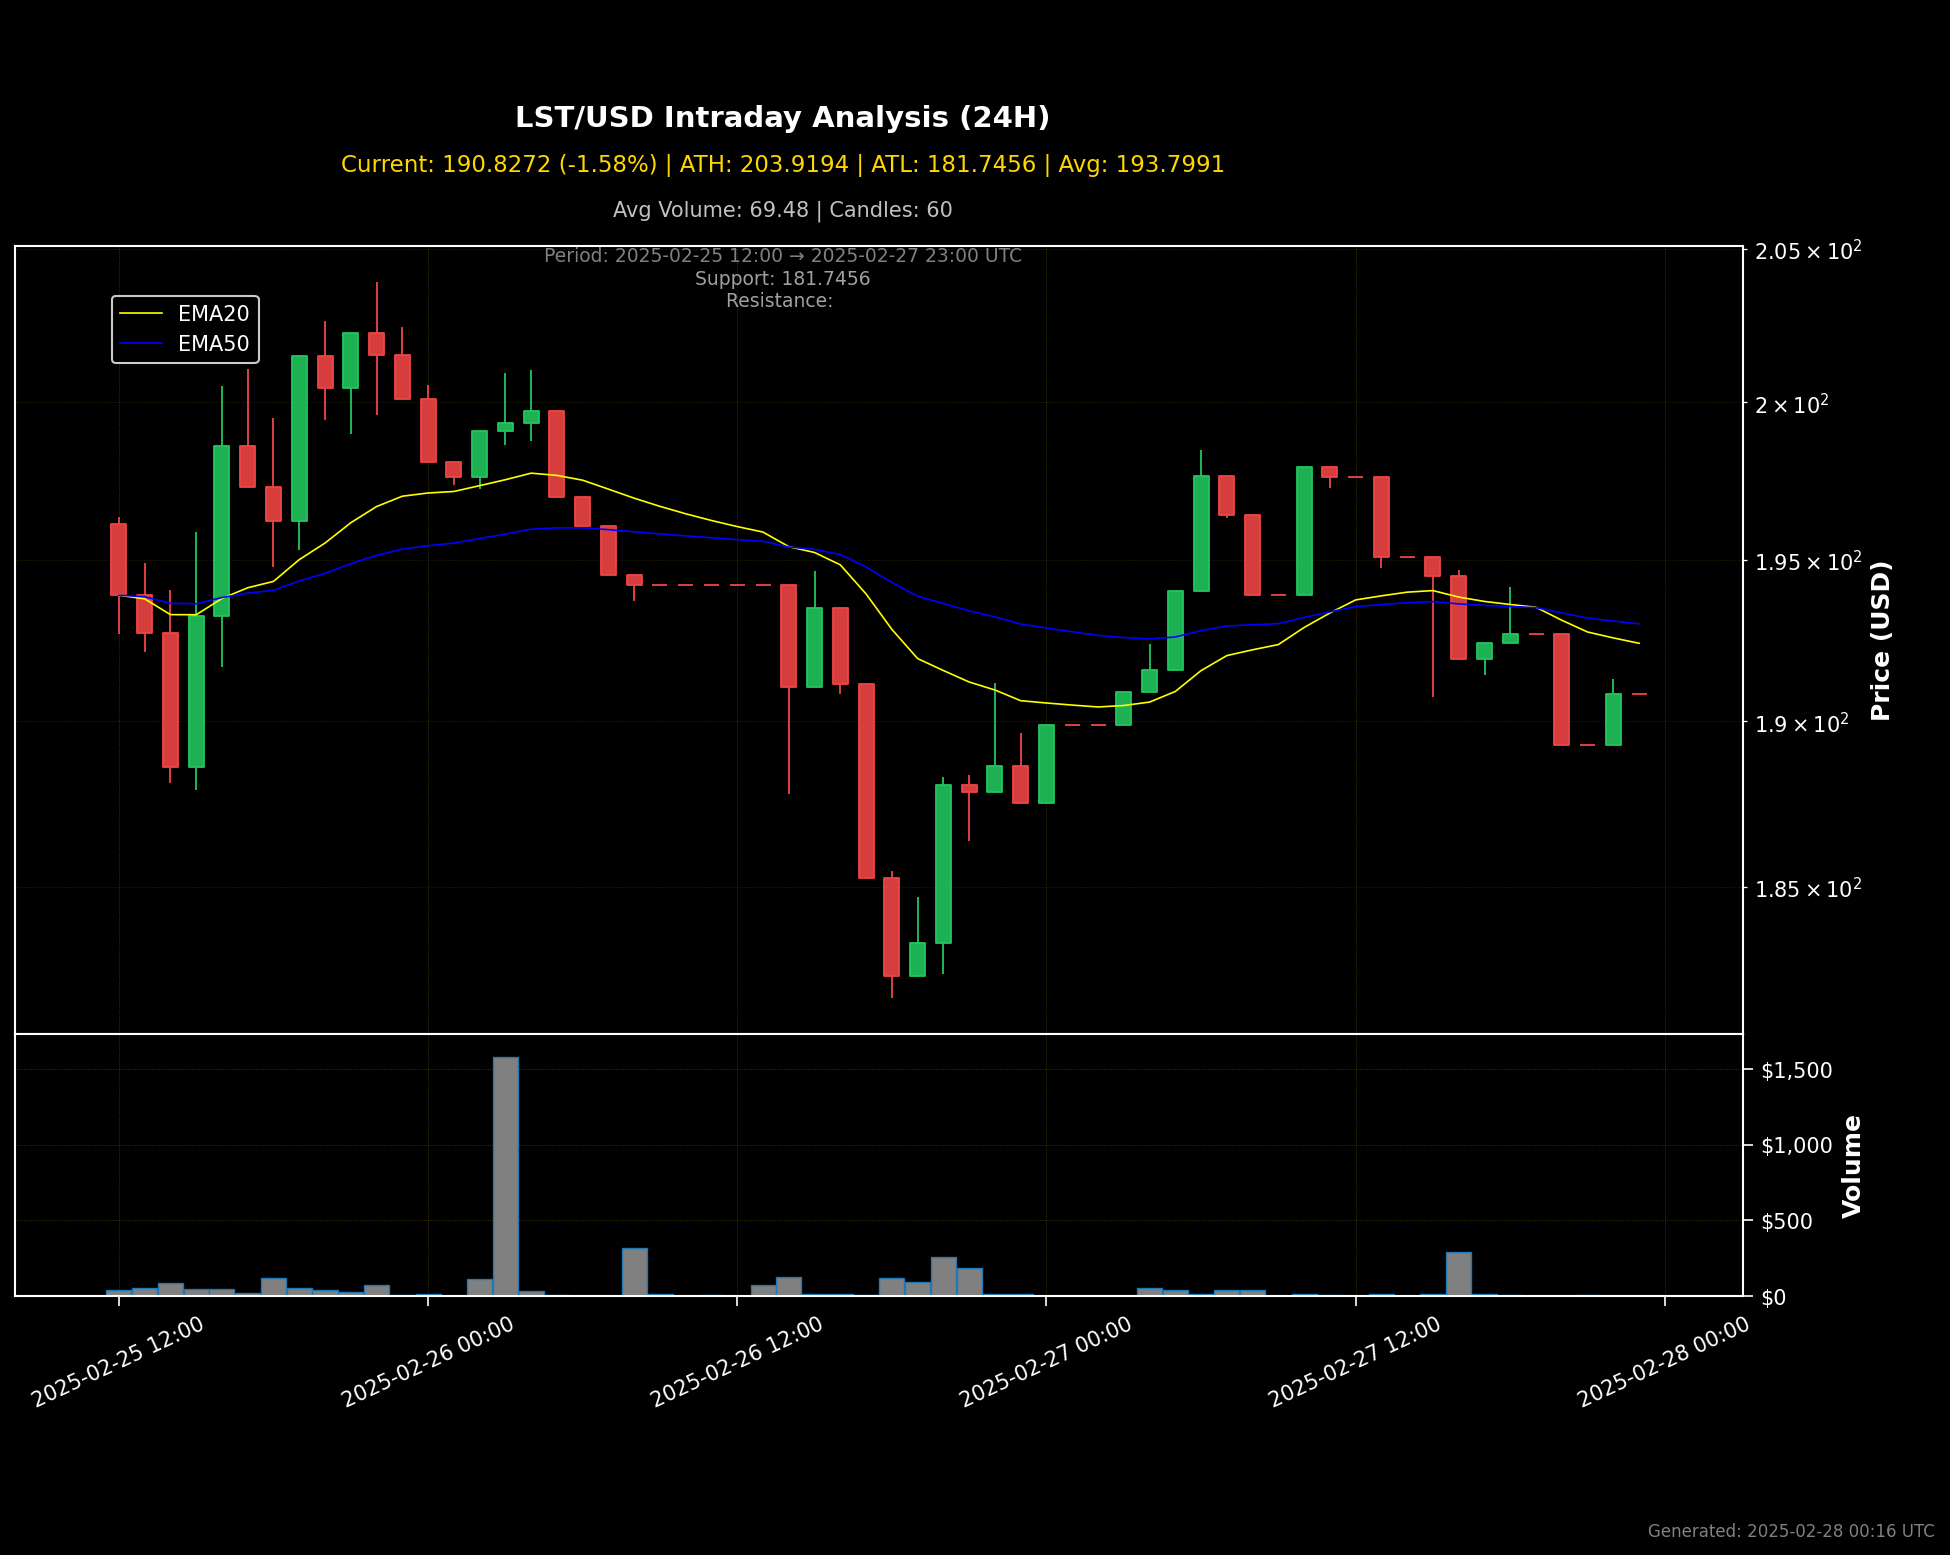 LST/USD Intraday Analysis (24H)
Current: 190.8272 (-1.58%) | ATH: 203.9194 | ATL: 181.7456 | Avg: 193.7991
Avg Volume: 69.48 | Candles: 60
Period: 2025-02-25 12:00 → 2025-02-27 23:00 UTC
Support: 181.7456
Resistance:
EMA20
EMA50
2.05 × 10²
2 × 10²
1.95 × 10²
1.9 × 10²
1.85 × 10²
Price (USD)
$1,500
$1,000
$500
$0
Volume
2025-02-25 12:00
2025-02-26 00:00
2025-02-26 12:00
2025-02-27 00:00
2025-02-27 12:00
2025-02-28 00:00
Generated: 2025-02-28 00:16 UTC